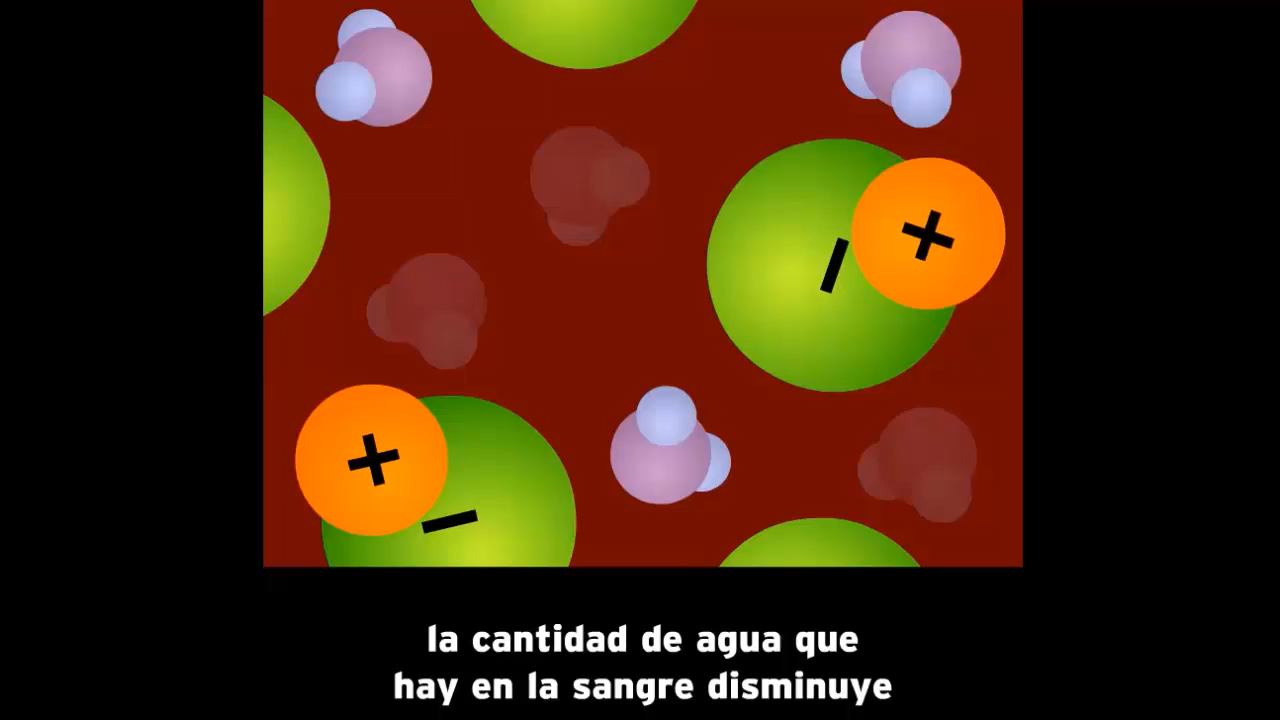 +
−
+
−
la cantidad de agua que
hay en la sangre disminuye